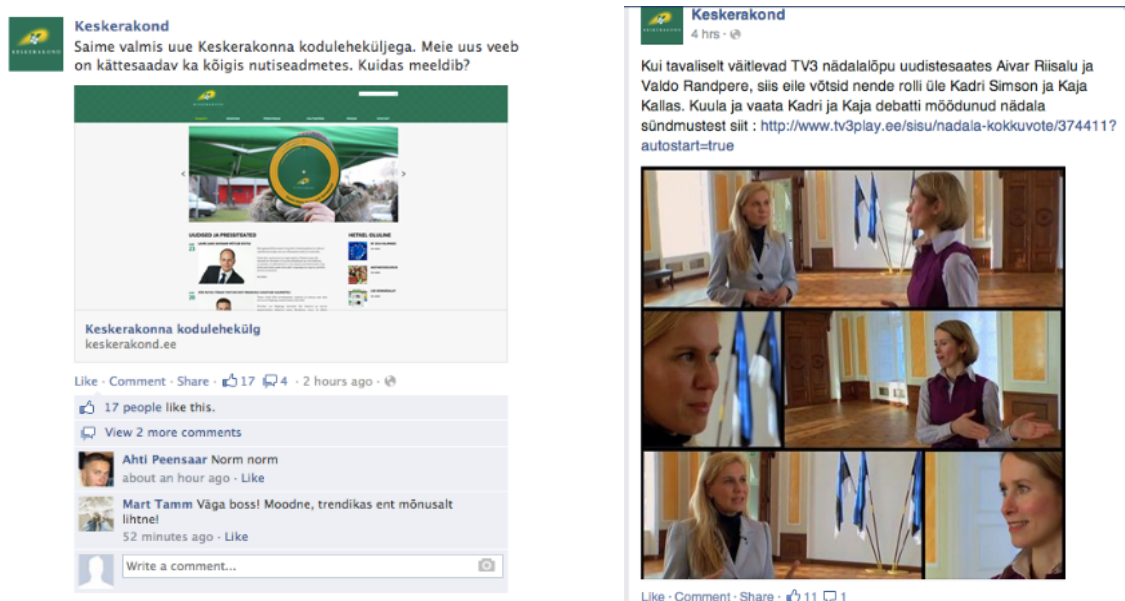 Keskerakond
Saime valmis uue Keskerakonna koduleheküljega. Meie uus veeb
on kättesaadav ka kõigis nutiseadmetes. Kuidas meeldib?
KESKERAKOND
UUDISED JA PRESSITEATED
HETKEL OLULINE
Keskerakonna kodulehekülg
keskerakond.ee
Like · Comment · Share · 17 4 · 2 hours ago ·
17 people like this.
View 2 more comments
Ahti Peensaar Norm norm
about an hour ago · Like
Mart Tamm Väga boss! Moodne, trendikas ent mõnusalt
lihtne!
52 minutes ago · Like
Write a comment...
Keskerakond
4 hrs ·
KESKERAKOND
Kui tavaliselt väitlevad TV3 nädalalõpu uudistesaates Aivar Riisalu ja
Valdo Randpere, siis eile võtsid nende rolli üle Kadri Simson ja Kaja
Kallas. Kuula ja vaata Kadri ja Kaja debatti möödunud nädala
sündmustest siit : http://www.tv3play.ee/sisu/nadala-kokkuvote/374411?
autostart=true
Like · Comment · Share · 11 1